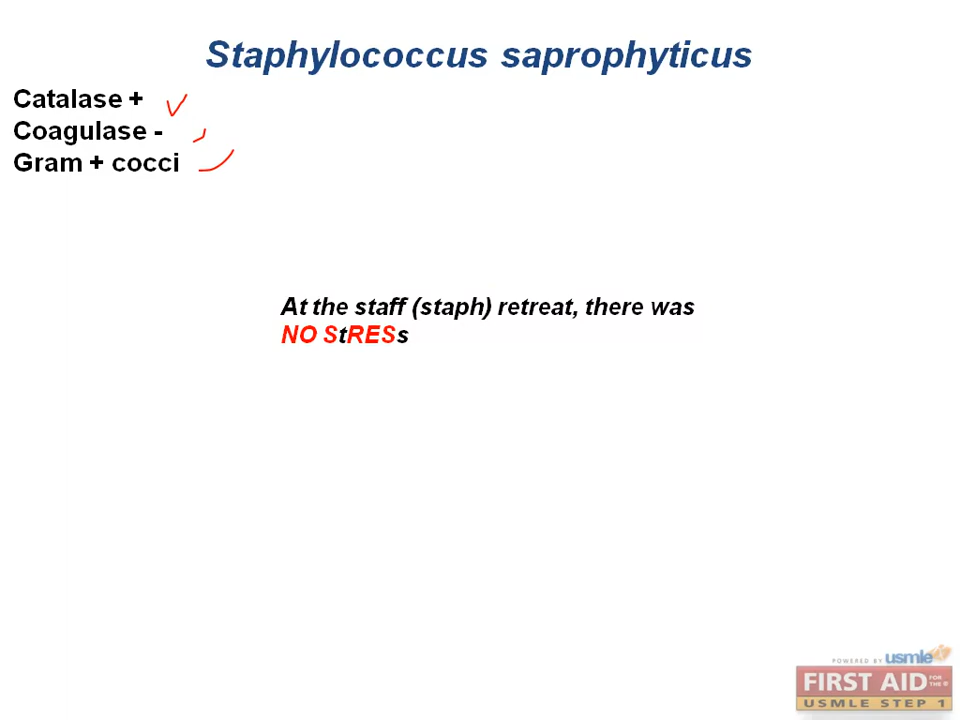 Staphylococcus saprophyticus
Catalase +
Coagulase -
Gram + cocci
At the staff (staph) retreat, there was
NO StRESs
POWERED BY usmle
FIRST AID FOR THE®
USMLE STEP 1